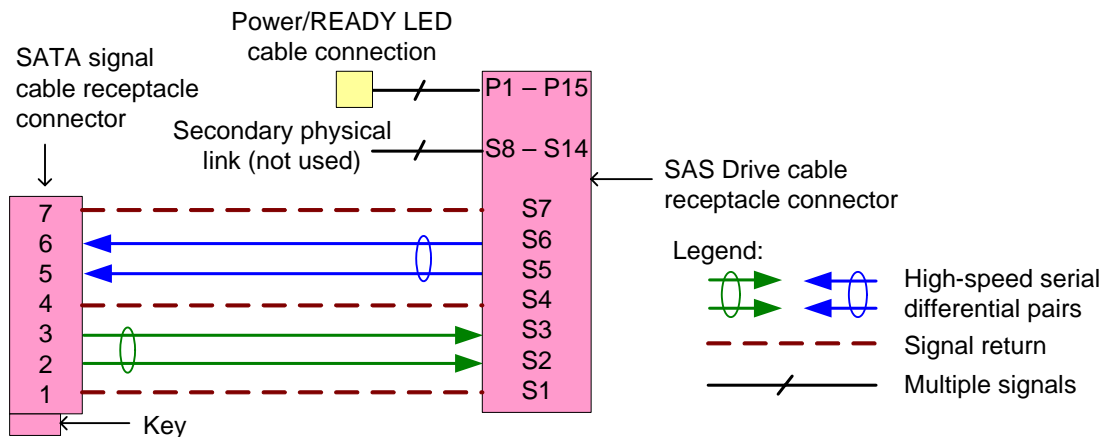 Power/READY LED
cable connection
SATA signal
cable receptacle
connector
P1 – P15
Secondary physical
link (not used)
S8 – S14
SAS Drive cable
receptacle connector
7
S7
6
S6
5
S5
4
S4
3
S3
2
S2
1
S1
Key
Legend:
High-speed serial
differential pairs
Signal return
Multiple signals